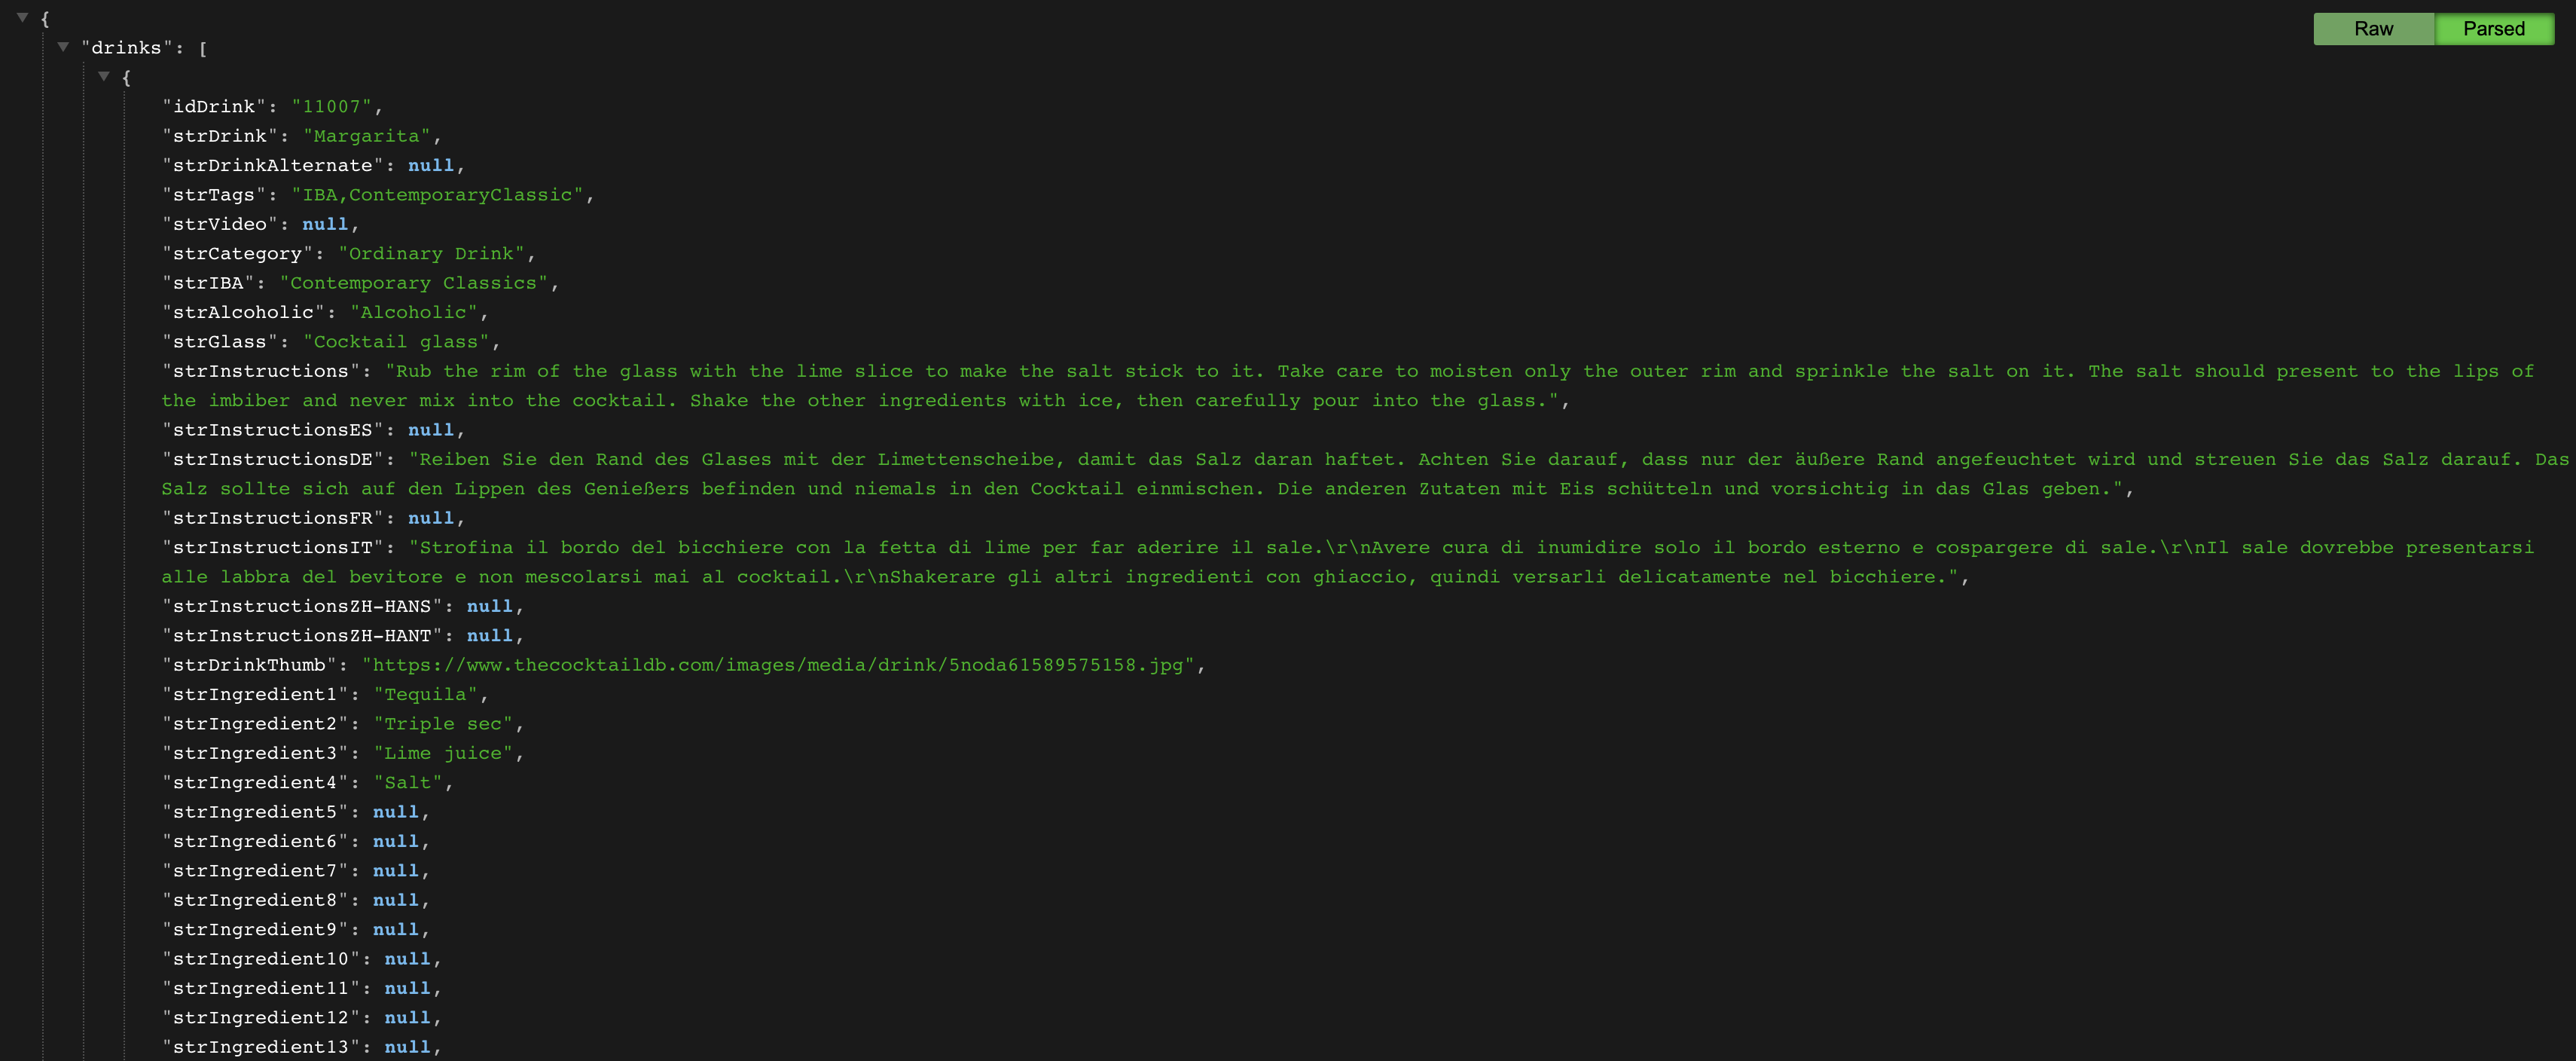 {
Raw Parsed
"drinks": [
{
"idDrink": "11007",
"strDrink": "Margarita",
"strDrinkAlternate": null,
"strTags": "IBA,ContemporaryClassic",
"strVideo": null,
"strCategory": "Ordinary Drink",
"strIBA": "Contemporary Classics",
"strAlcoholic": "Alcoholic",
"strGlass": "Cocktail glass",
"strInstructions": "Rub the rim of the glass with the lime slice to make the salt stick to it. Take care to moisten only the outer rim and sprinkle the salt on it. The salt should present to the lips of
the imbiber and never mix into the cocktail. Shake the other ingredients with ice, then carefully pour into the glass.",
"strInstructionsES": null,
"strInstructionsDE": "Reiben Sie den Rand des Glases mit der Limettenscheibe, damit das Salz daran haftet. Achten Sie darauf, dass nur der äußere Rand angefeuchtet wird und streuen Sie das Salz darauf. Das
Salz sollte sich auf den Lippen des Genießers befinden und niemals in den Cocktail einmischen. Die anderen Zutaten mit Eis schütteln und vorsichtig in das Glas geben.",
"strInstructionsFR": null,
"strInstructionsIT": "Strofina il bordo del bicchiere con la fetta di lime per far aderire il sale.\r\nAvere cura di inumidire solo il bordo esterno e cospargere di sale.\r\nIl sale dovrebbe presentarsi
alle labbra del bevitore e non mescolarsi mai al cocktail.\r\nShakerare gli altri ingredienti con ghiaccio, quindi versarli delicatamente nel bicchiere.",
"strInstructionsZH-HANS": null,
"strInstructionsZH-HANT": null,
"strDrinkThumb": "https://www.thecocktaildb.com/images/media/drink/5noda61589575158.jpg",
"strIngredient1": "Tequila",
"strIngredient2": "Triple sec",
"strIngredient3": "Lime juice",
"strIngredient4": "Salt",
"strIngredient5": null,
"strIngredient6": null,
"strIngredient7": null,
"strIngredient8": null,
"strIngredient9": null,
"strIngredient10": null,
"strIngredient11": null,
"strIngredient12": null,
"strIngredient13": null,